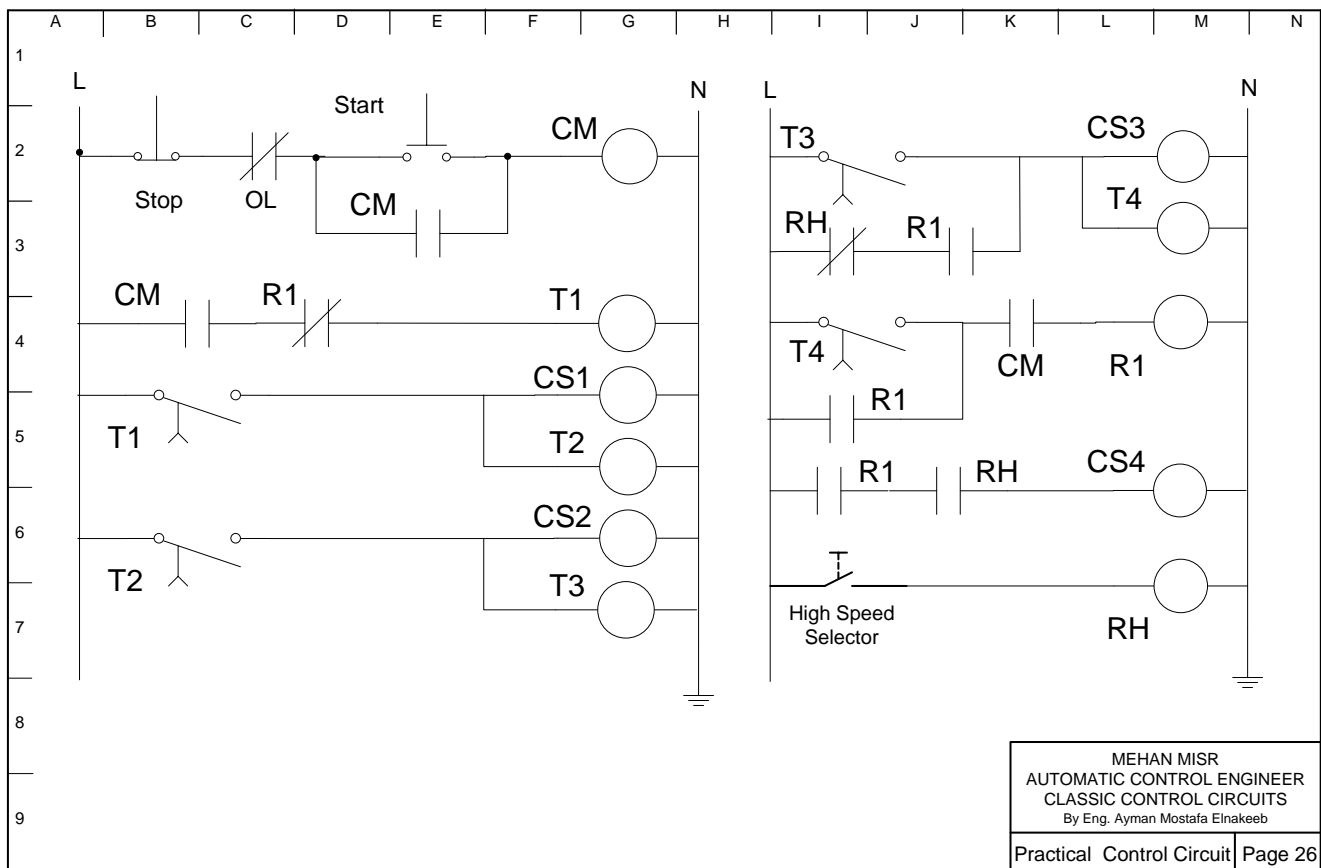 A B C D E F G H I J K L M N
1
2
3
4
5
6
7
8
9
L
Start
CM
N
Stop
OL
CM
CM
R1
T1
T1
CS1
T2
T2
CS2
T3
L
N
T3
CS3
T4
RH
R1
T4
CM
R1
R1
R1
RH
CS4
High Speed
Selector
RH
MEHAN MISR
AUTOMATIC CONTROL ENGINEER
CLASSIC CONTROL CIRCUITS
By Eng. Ayman Mostafa Elnakeeb
Practical Control Circuit Page 26